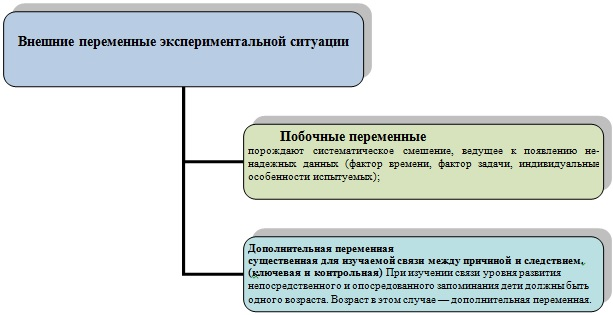 Внешние переменные экспериментальной ситуации
Побочные переменные
порождают систематическое смешение, ведущее к появлению не-
надежных данных (фактор времени, фактор задачи, индивидуальные
особенности испытуемых);
Дополнительная переменная
существенная для изучаемой связи между причиной и следствием,.
(ключевая и контрольная) При изучении связи уровня развития
непосредственного и опосредованного запоминания дети должны быть
одного возраста. Возраст в этом случае — дополнительная переменная.